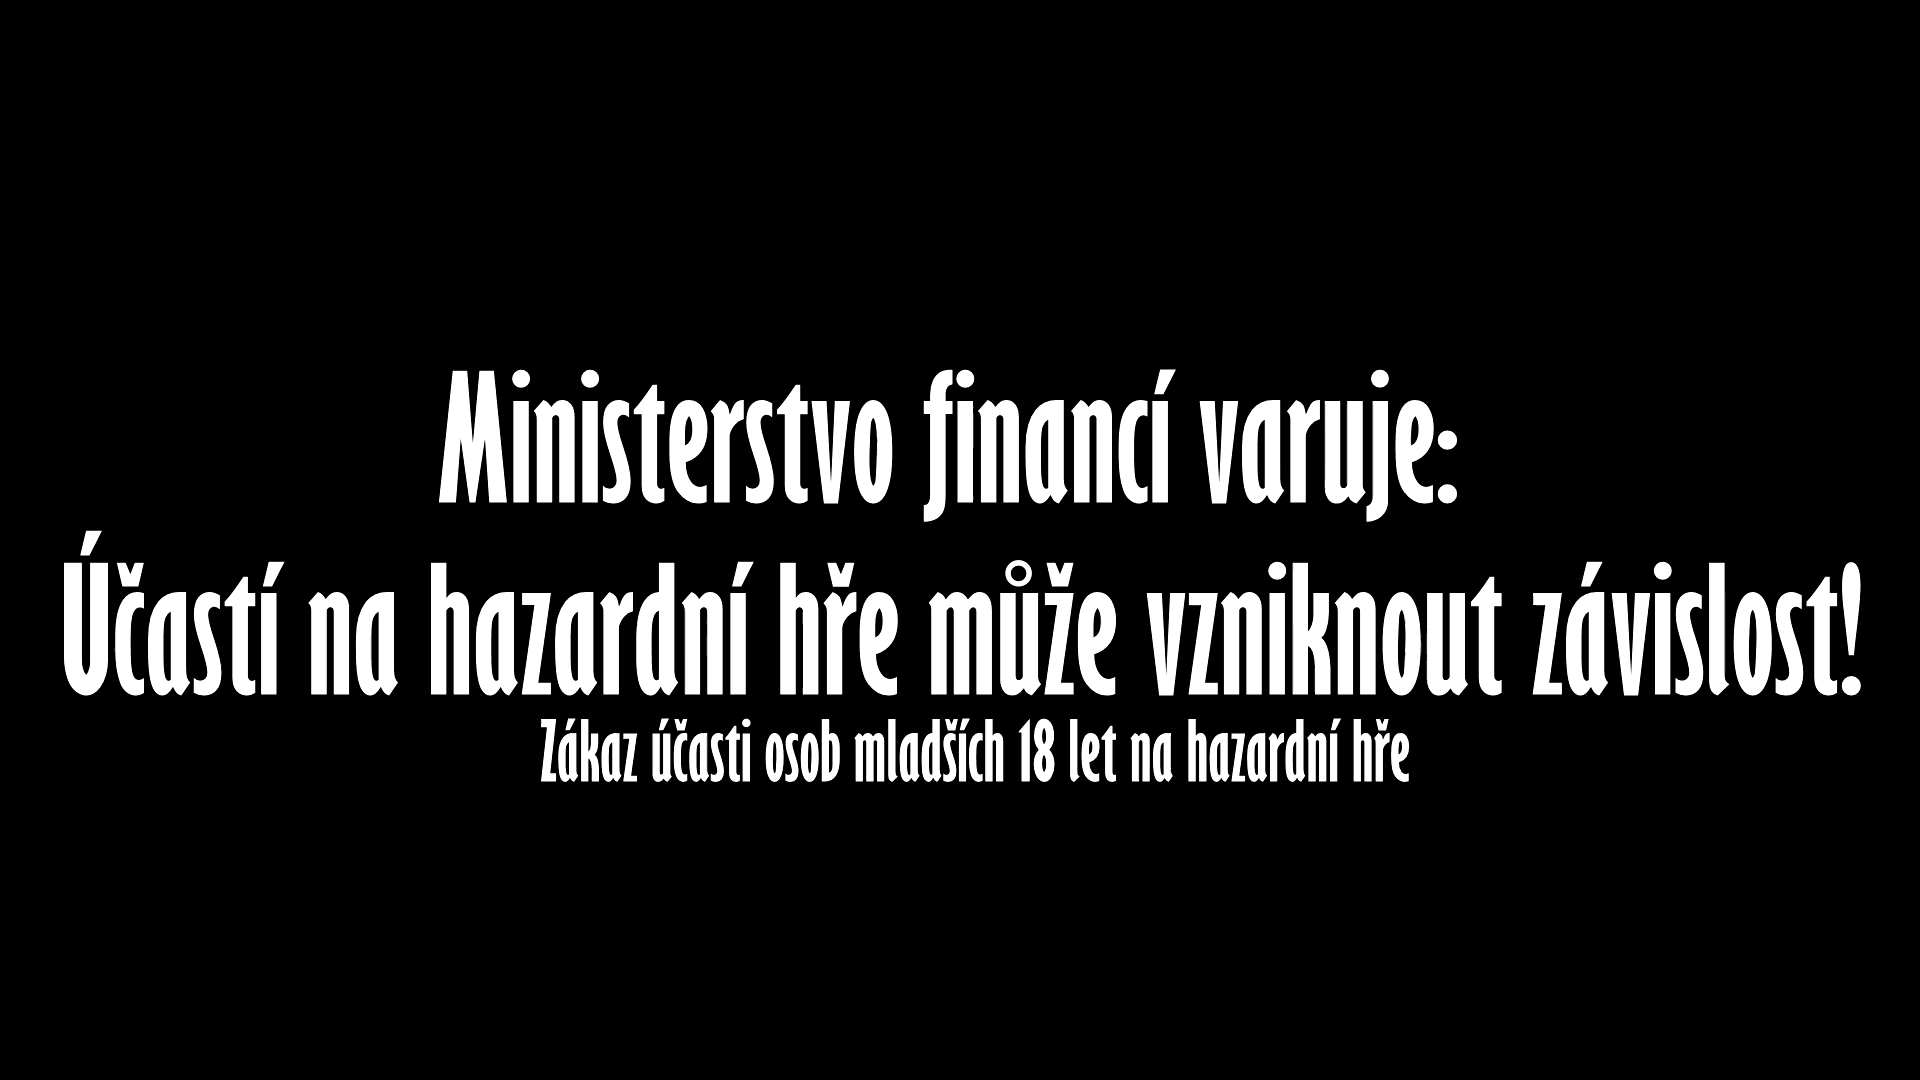 Ministerstvo financí varuje:
Účastí na hazardní hře může vzniknout závislost!
Zákaz účasti osob mladších 18 let na hazardní hře